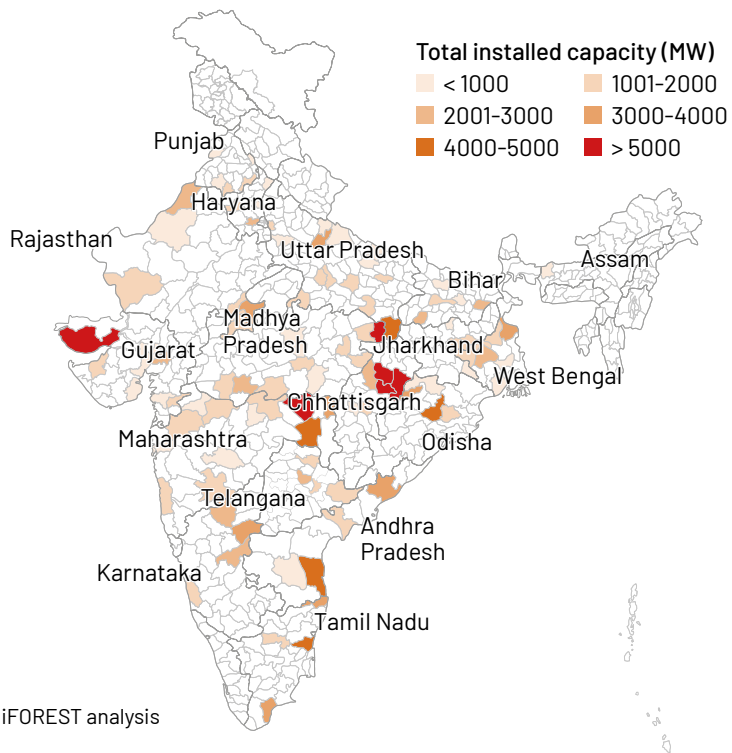 Total installed capacity (MW)
< 1000
1001-2000
2001-3000
3000-4000
4000-5000
> 5000
Punjab
Haryana
Rajasthan
Uttar Pradesh
Assam
Bihar
Madhya
Pradesh
Gujarat
Jharkhand
West Bengal
Chhattisgarh
Maharashtra
Odisha
Telangana
Andhra
Pradesh
Karnataka
Tamil Nadu
iFOREST analysis